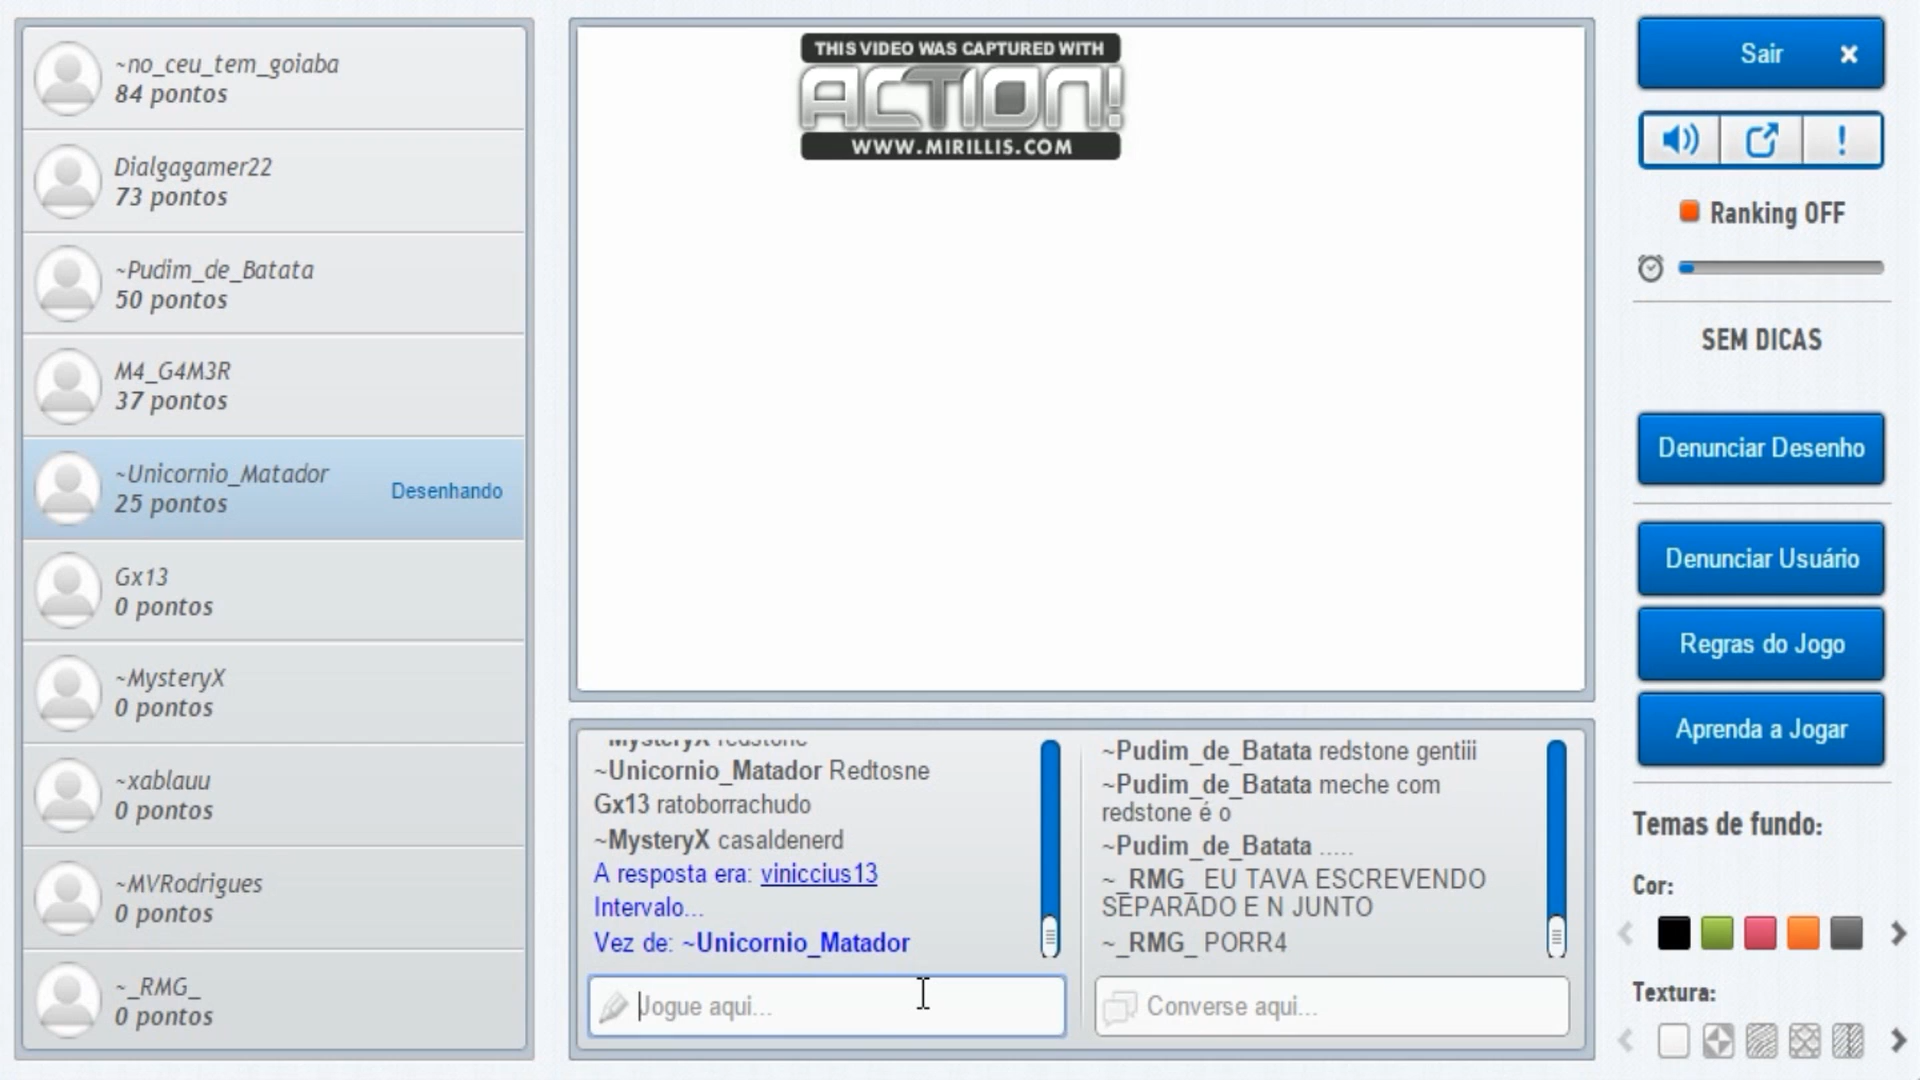 ~no_ceu_tem_goiaba
84 pontos
Dialgagamer22
73 pontos
~Pudim_de_Batata
50 pontos
M4_G4M3R
37 pontos
~Unicornio_Matador
25 pontos
Desenhando
Gx13
0 pontos
~MysteryX
0 pontos
~xablauu
0 pontos
~MVRodrigues
0 pontos
~_RMG_
0 pontos
THIS VIDEO WAS CAPTURED WITH
ACTION!
WWW.MIRILLIS.COM
~MysteryX redstone
~Unicornio_Matador Redtosne
Gx13 ratoborrachudo
~MysteryX casaldenerd
A resposta era: viniccius13
Intervalo...
Vez de: ~Unicornio_Matador
Jogue aqui...
~Pudim_de_Batata redstone gentiii
~Pudim_de_Batata meche com
redstone é o
~Pudim_de_Batata .....
~_RMG_ EU TAVA ESCREVENDO
SEPARADO E N JUNTO
~_RMG_ PORR4
Converse aqui...
Sair
Ranking OFF
SEM DICAS
Denunciar Desenho
Denunciar Usuário
Regras do Jogo
Aprenda a Jogar
Temas de fundo:
Cor:
Textura: